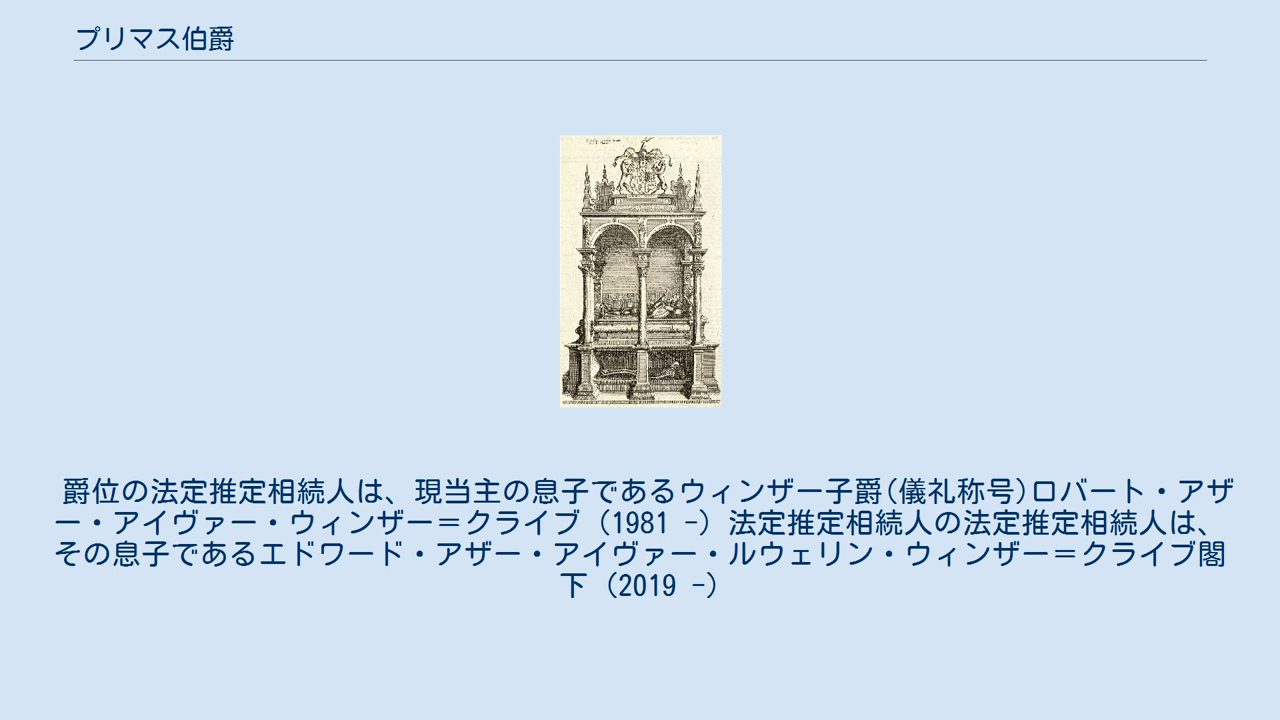 プリマス伯爵
爵位の法定推定相続人は、現当主の息子であるウィンザー子爵(儀礼称号)ロバート・アザ
ー・アイヴァー・ウィンザー＝クライブ（1981 -）法定推定相続人の法定推定相続人は、
その息子であるエドワード・アザー・アイヴァー・ルウェリン・ウィンザー＝クライブ閣
下（2019 -）